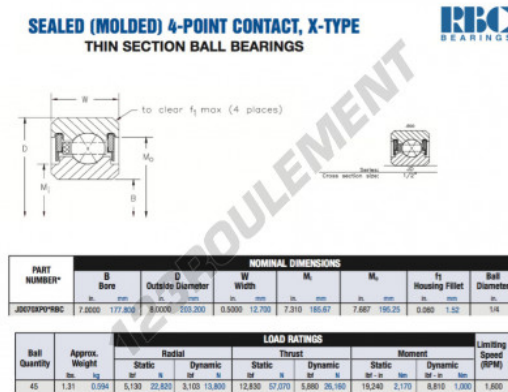 SEALED (MOLDED) 4-POINT CONTACT, X-TYPE
THIN SECTION BALL BEARINGS
RBC
BEARINGS
W
to clear f1 max (4 places)
D
Mi
B
Mo
Series:
Cross section size: 1/2"
123ROULEMENT
NOMINAL DIMENSIONS
PART NUMBER* B Bore D Outside Diameter W Width Mi Mo f1 Housing Fillet Ball Diameter
in. mm in. mm in. mm in. mm in. mm in. mm in.
JD070XP0*RBC 7.0000 177.800 8.0000 203.200 0.5000 12.700 7.310 185.67 7.687 195.25 0.060 1.52 1/4
LOAD RATINGS
Ball Quantity Approx. Weight Radial Thrust Moment Limiting Speed (RPM)
Static Dynamic Static Dynamic Static Dynamic
lbs. kg lbf N lbf N lbf N lbf N lbf - in Nm lbf - in Nm
45 1.31 0.594 5,130 22,820 3,100 13,800 12,830 57,070 5,880 26,160 19,240 2,170 8,810 1,000 1,600